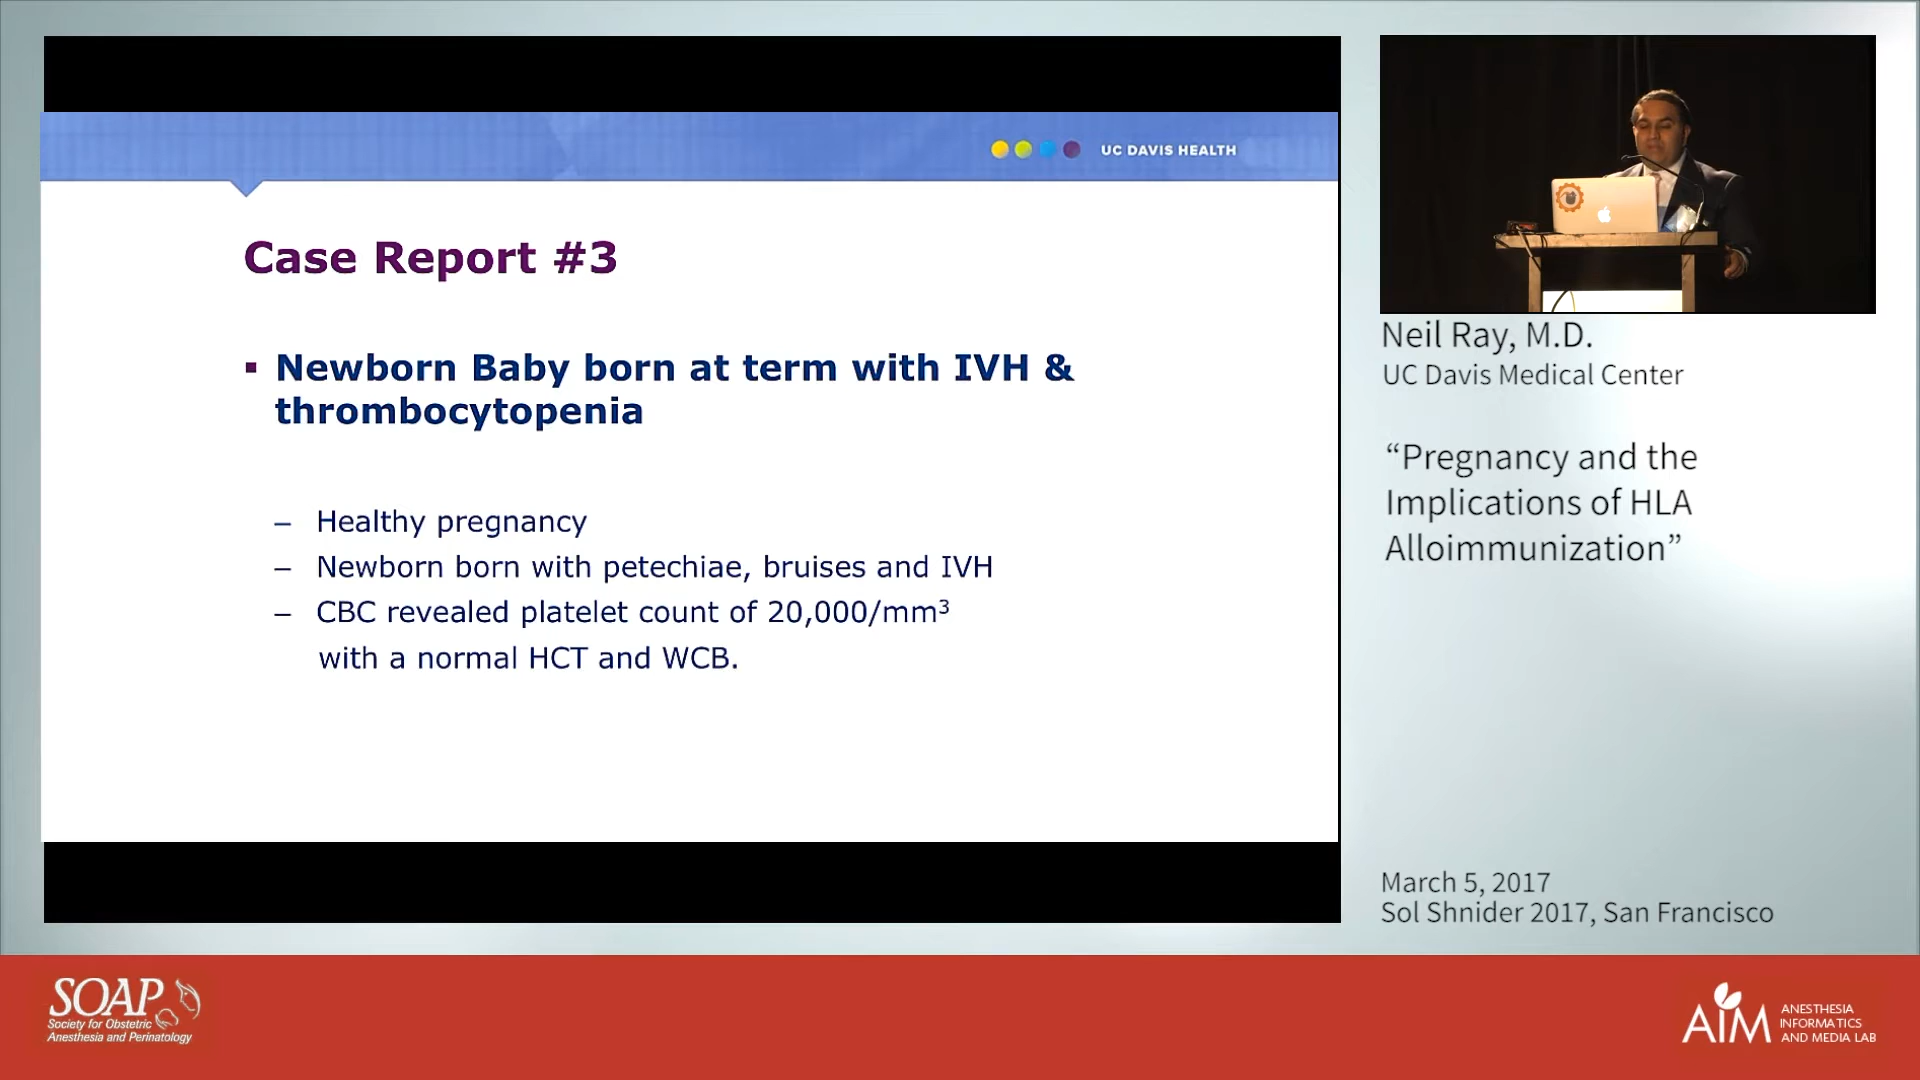 UC DAVIS HEALTH
Case Report #3
▪ Newborn Baby born at term with IVH &
thrombocytopenia
– Healthy pregnancy
– Newborn born with petechiae, bruises and IVH
– CBC revealed platelet count of 20,000/mm³
with a normal HCT and WCB.
Neil Ray, M.D.
UC Davis Medical Center
“Pregnancy and the
Implications of HLA
Alloimmunization”
March 5, 2017
Sol Shnider 2017, San Francisco
SOAP
Society for Obstetric
Anesthesia and Perinatology
AIM
ANESTHESIA
INFORMATICS
AND MEDIA LAB